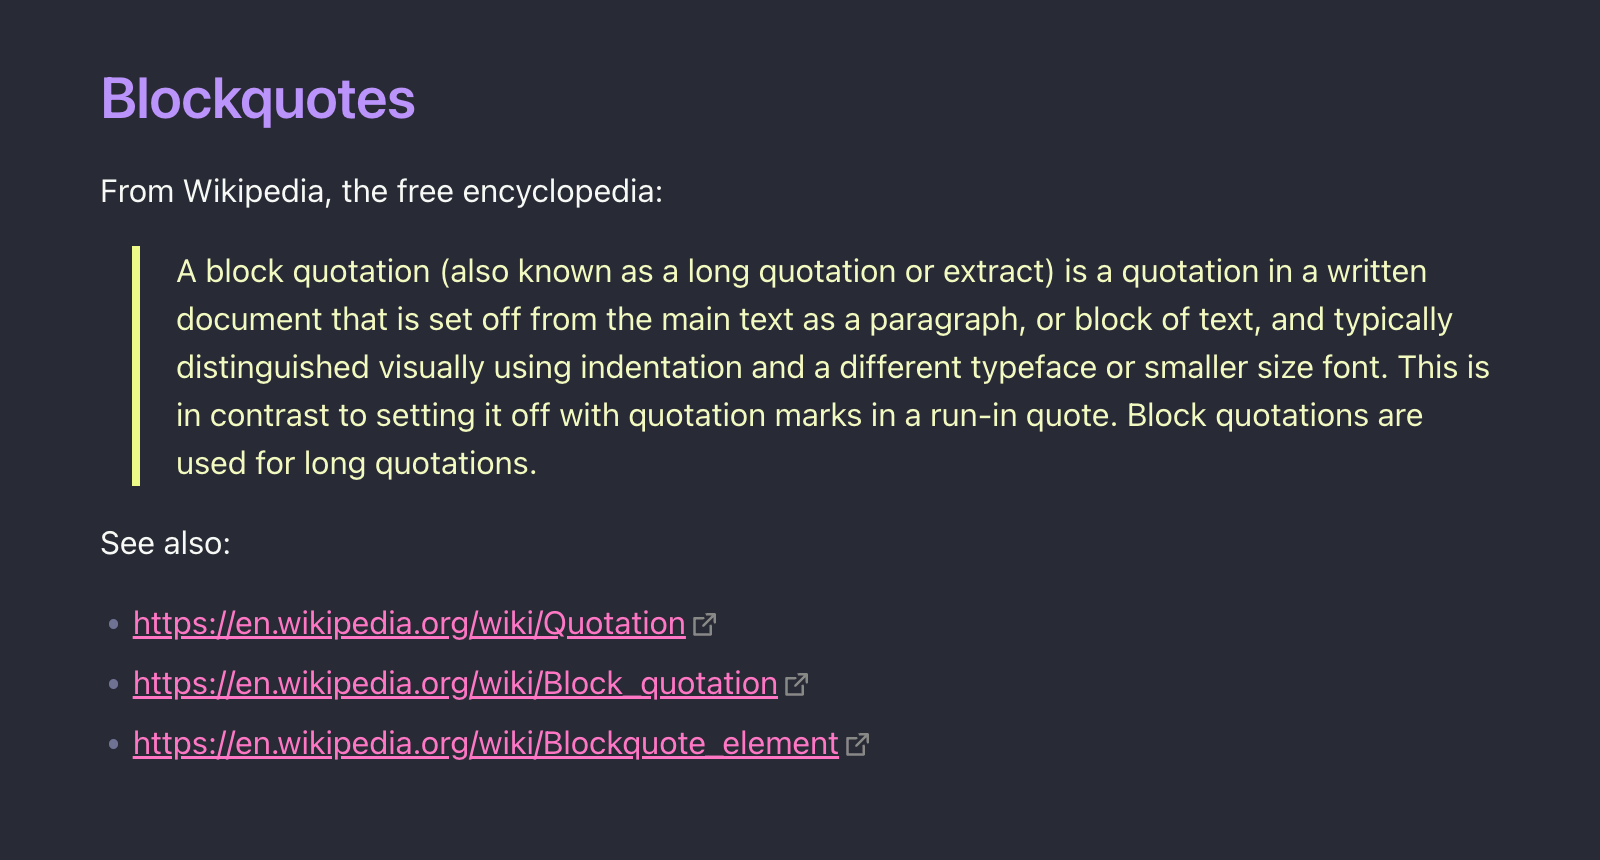 Blockquotes
From Wikipedia, the free encyclopedia:
A block quotation (also known as a long quotation or extract) is a quotation in a written
document that is set off from the main text as a paragraph, or block of text, and typically
distinguished visually using indentation and a different typeface or smaller size font. This is
in contrast to setting it off with quotation marks in a run-in quote. Block quotations are
used for long quotations.
See also:
https://en.wikipedia.org/wiki/Quotation
https://en.wikipedia.org/wiki/Block_quotation
https://en.wikipedia.org/wiki/Blockquote_element